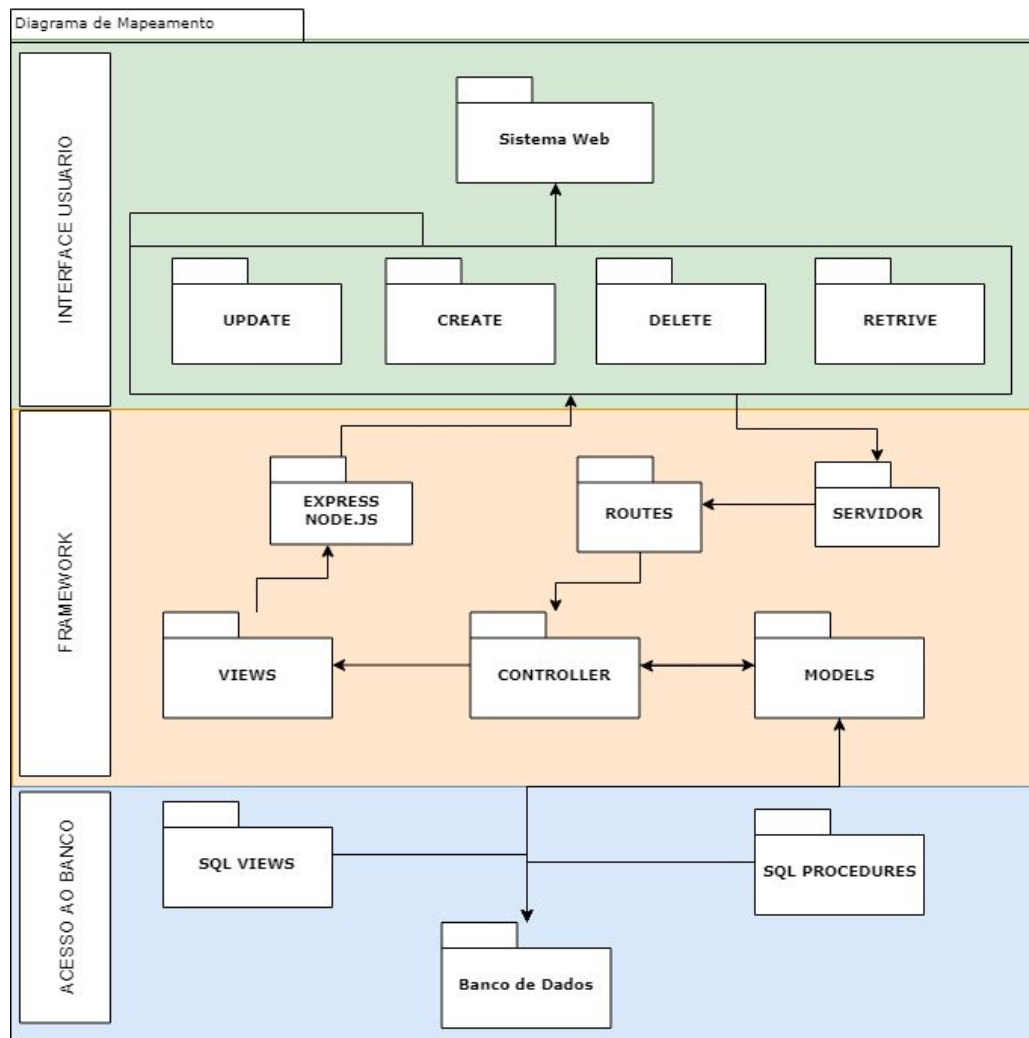 Diagrama de Mapeamento
INTERFACE USUARIO
Sistema Web
UPDATE
CREATE
DELETE
RETRIVE
FRAMEWORK
EXPRESS
NODE.JS
ROUTES
SERVIDOR
VIEWS
CONTROLLER
MODELS
ACESSO AO BANCO
SQL VIEWS
SQL PROCEDURES
Banco de Dados